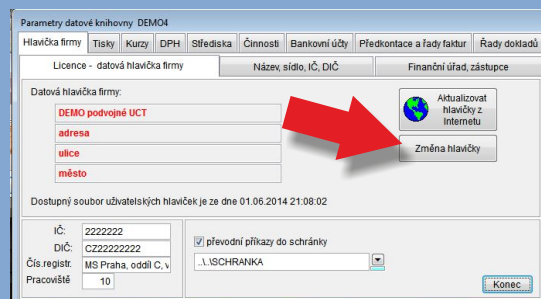 Parametry datové knihovny DEMO4
Hlavička firmy Tisky Kurzy DPH Střediska Činnosti Bankovní účty Předkontace a řady faktur Řady dokladů
Licence - datová hlavička firmy Název, sídlo, IČ, DIČ Finanční úřad, zástupce
Datová hlavička firmy:
DEMO podvojné UCT
adresa
ulice
město
Aktualizovat
hlavičky z
Internetu
Změna hlavičky
Dostupný soubor uživatelských hlaviček je ze dne 01.06.2014 21:08:02
IČ: 2222222
DIČ: CZ22222222
Čís.registr. MS Praha, oddíl C, v
Pracoviště 10
převodní příkazy do schránky
..\..\SCHRANKA
Konec